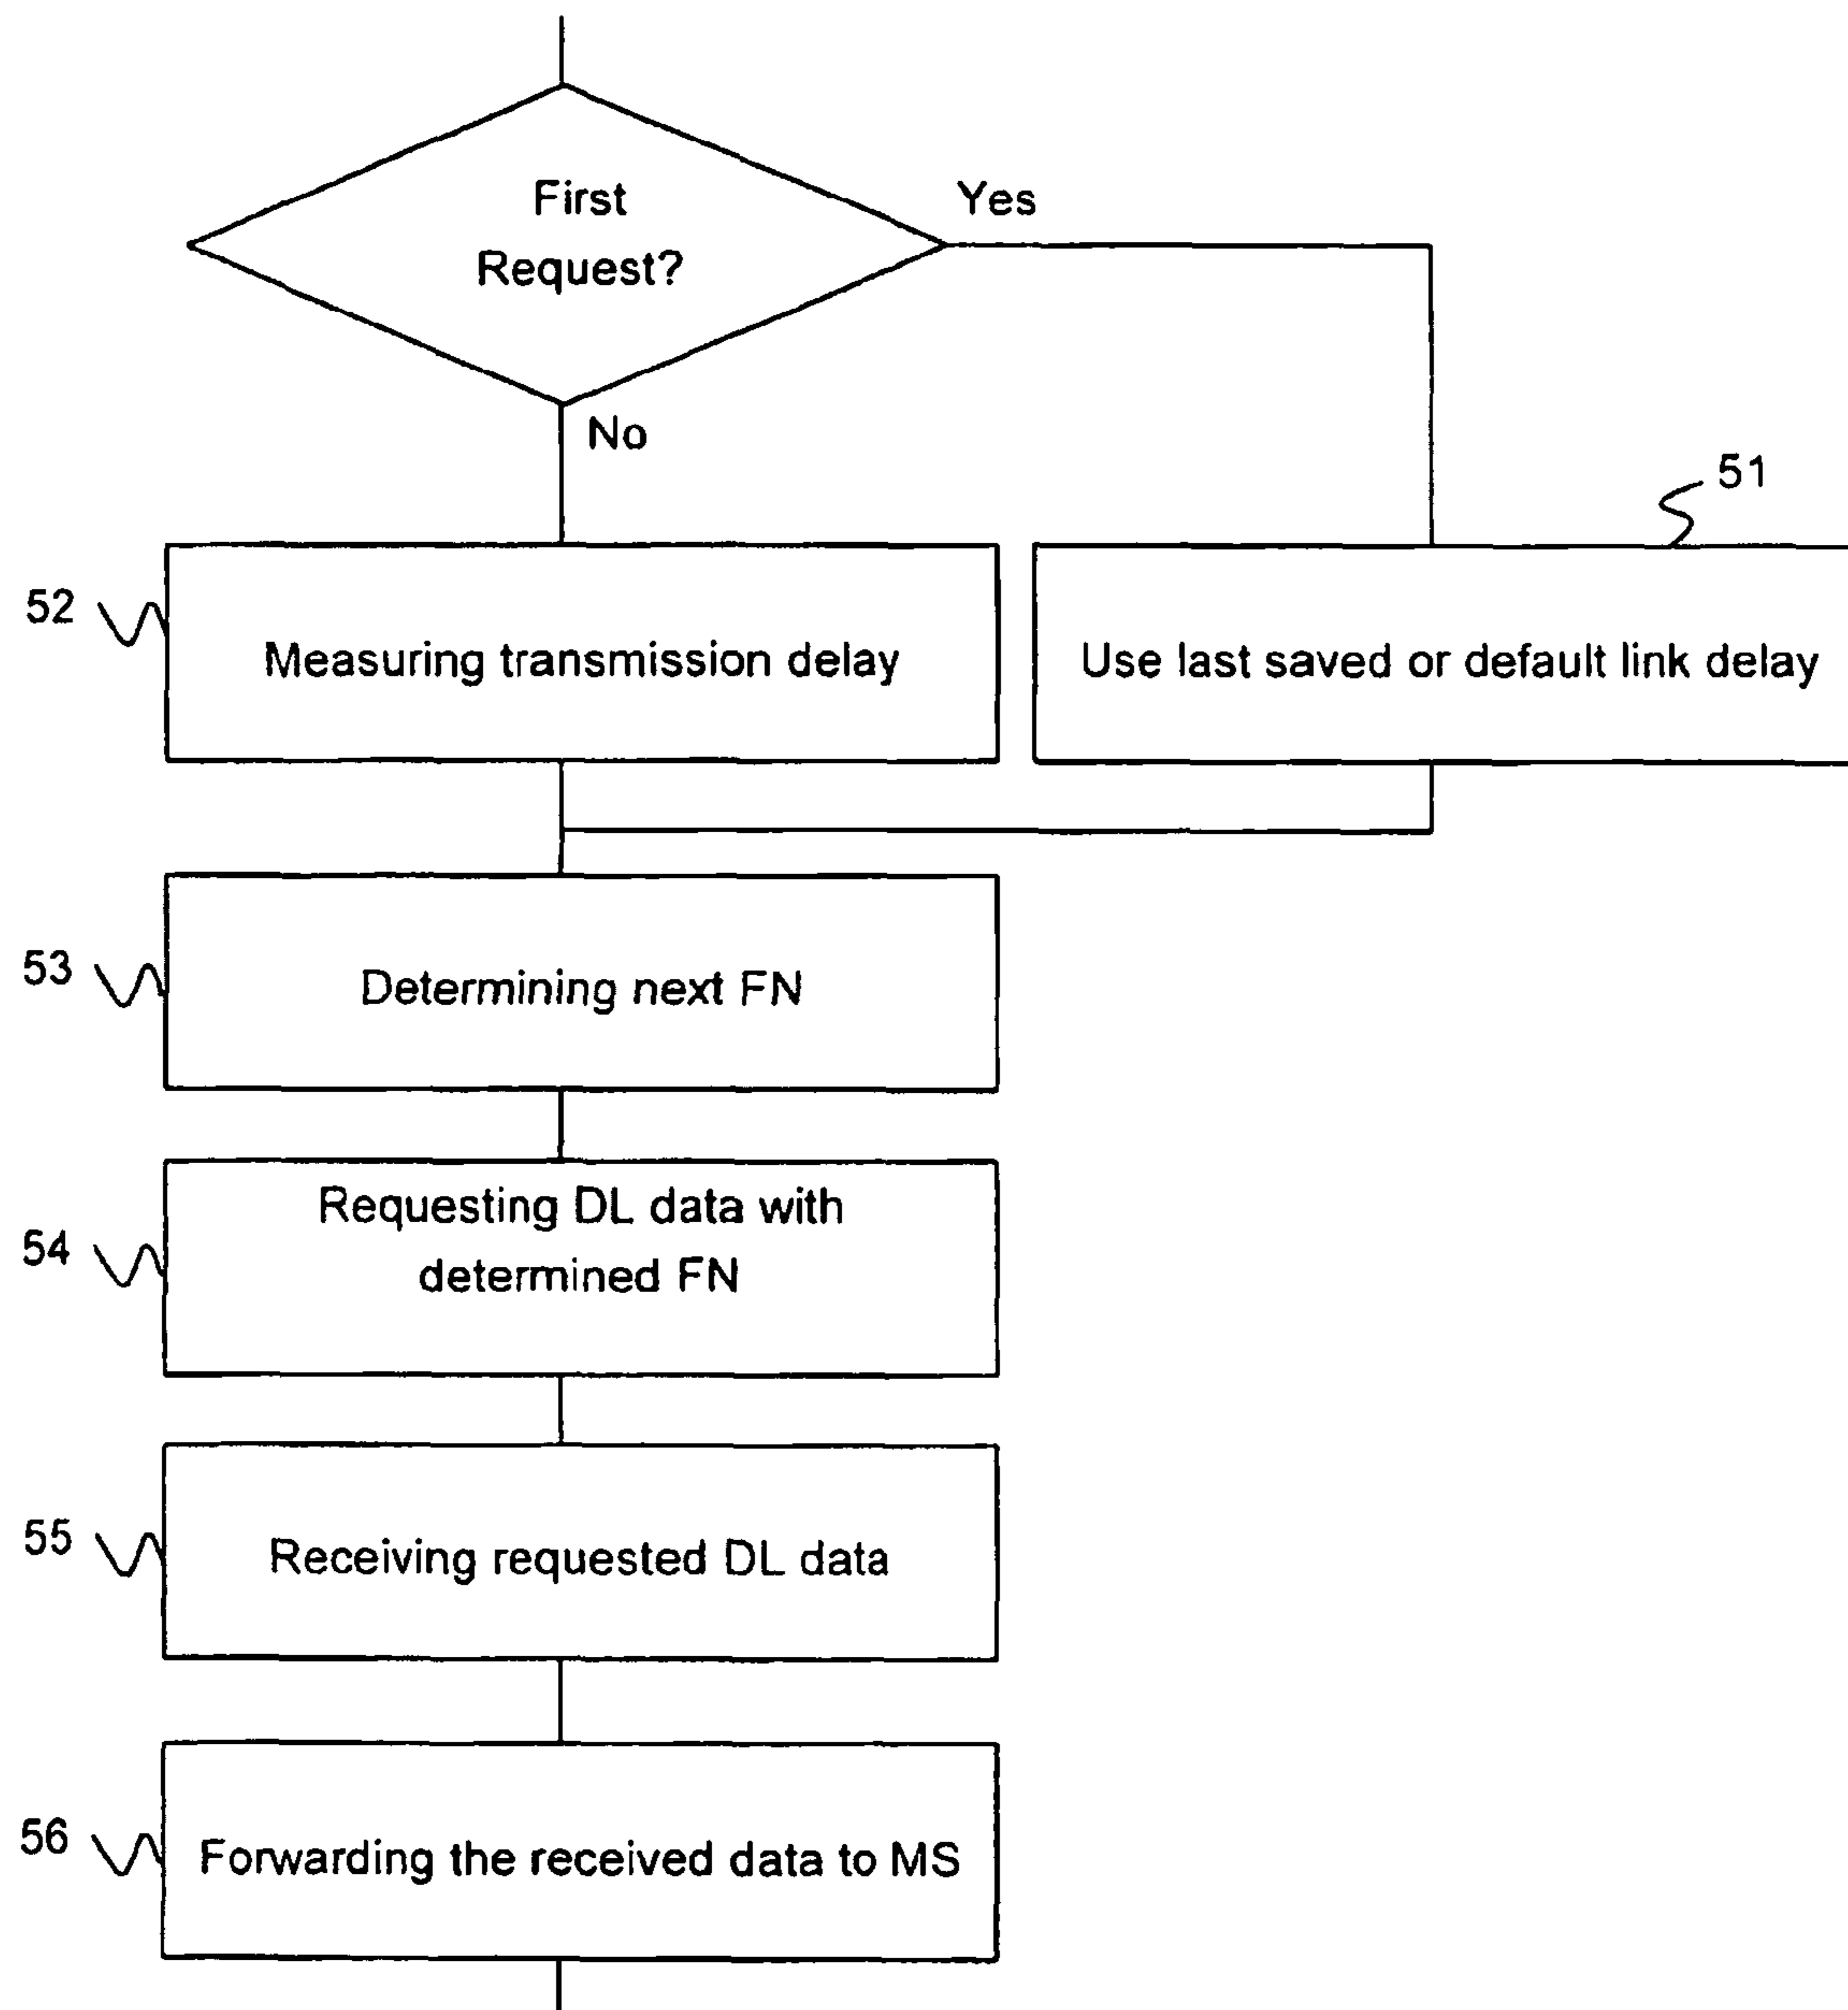 First
Request?
Yes
No
51
52
Measuring transmission delay
Use last saved or default link delay
53
Determining next FN
54
Requesting DL data with
determined FN
55
Receiving requested DL data
56
Forwarding the received data to MS